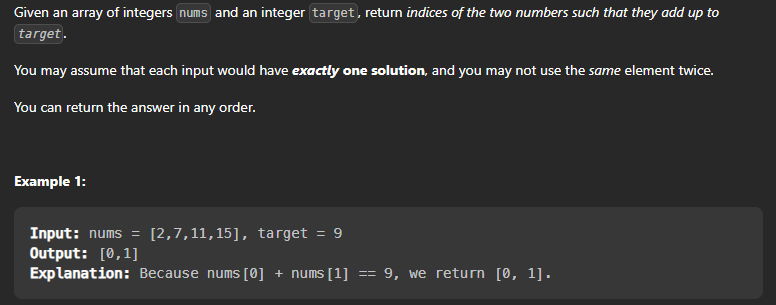 Given an array of integers nums and an integer target, return indices of the two numbers such that they add up to
target.
You may assume that each input would have exactly one solution, and you may not use the same element twice.
You can return the answer in any order.
Example 1:
Input: nums = [2,7,11,15], target = 9
Output: [0,1]
Explanation: Because nums[0] + nums[1] == 9, we return [0, 1].